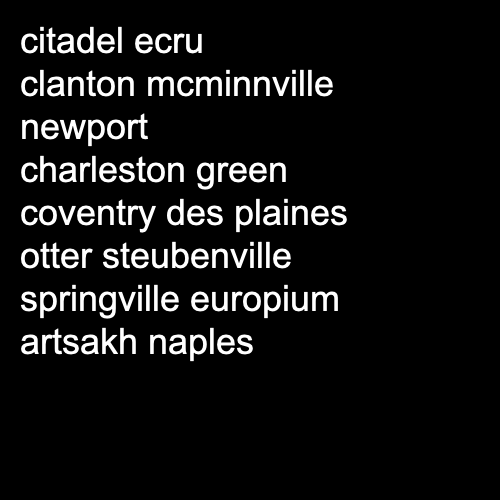 citadel ecru
clanton mcminnville
newport
charleston green
coventry des plaines
otter steubenville
springville europium
artsakh naples